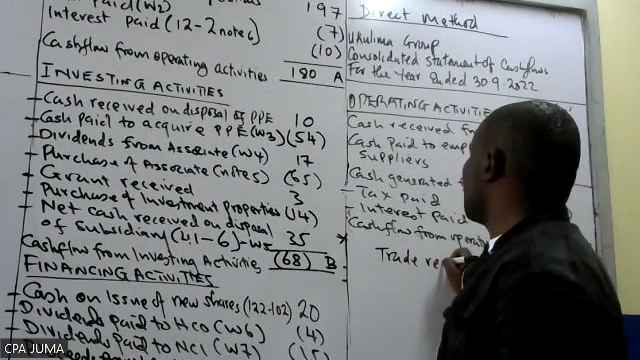 197
Interest paid (12-2 note 6) (7)
(10)
Cashflow from operating activities 180 A
INVESTING ACTIVITIES
Cash received on disposal of PPE 10
Cash paid to acquire PPE (W3) (54)
Dividends from Associate (W4) 17
Purchase of Associate (note 5) (65)
Grant received 3
Purchase of Investment properties (14)
Net cash received on disposal
of subsidiary (41-6)-W5 35
Cashflow from Investing Activities (68) B
FINANCING ACTIVITIES
Cash on Issue of new shares (122-102) 20
Dividends paid to HCO (W6) (4)
Dividends paid to NCI (W7) (15)
Direct Method
Ukulima Group
Consolidated statement of Cashflows
For the Year Ended 30.9.2022
OPERATING ACTIVITIES
Cash received
Cash paid to
suppliers
Cash generated
Tax paid
Interest paid
Cashflow from
Trade
CPA JUMA